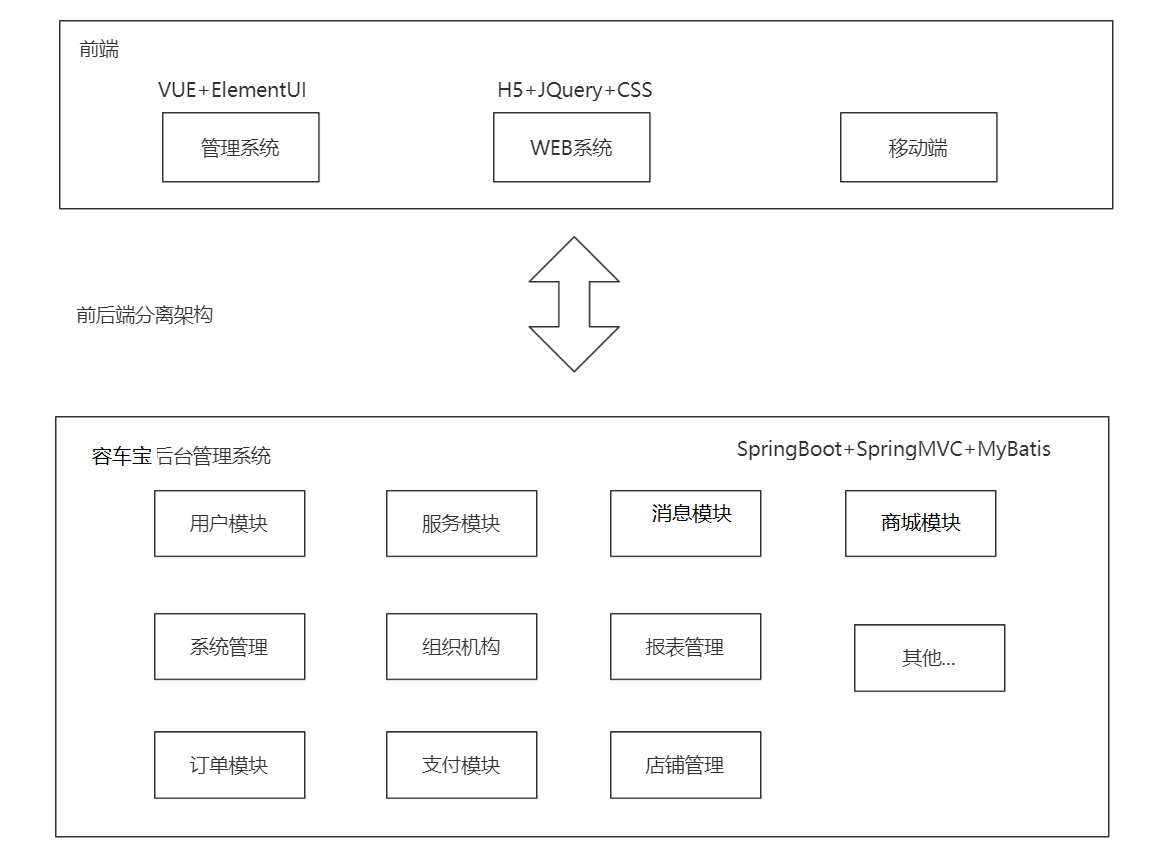 前端
VUE+ElementUI
H5+JQuery+CSS
管理系统
WEB系统
移动端
前后端分离架构
容车宝后台管理系统
SpringBoot+SpringMVC+MyBatis
用户模块
服务模块
消息模块
商城模块
系统管理
组织机构
报表管理
其他...
订单模块
支付模块
店铺管理